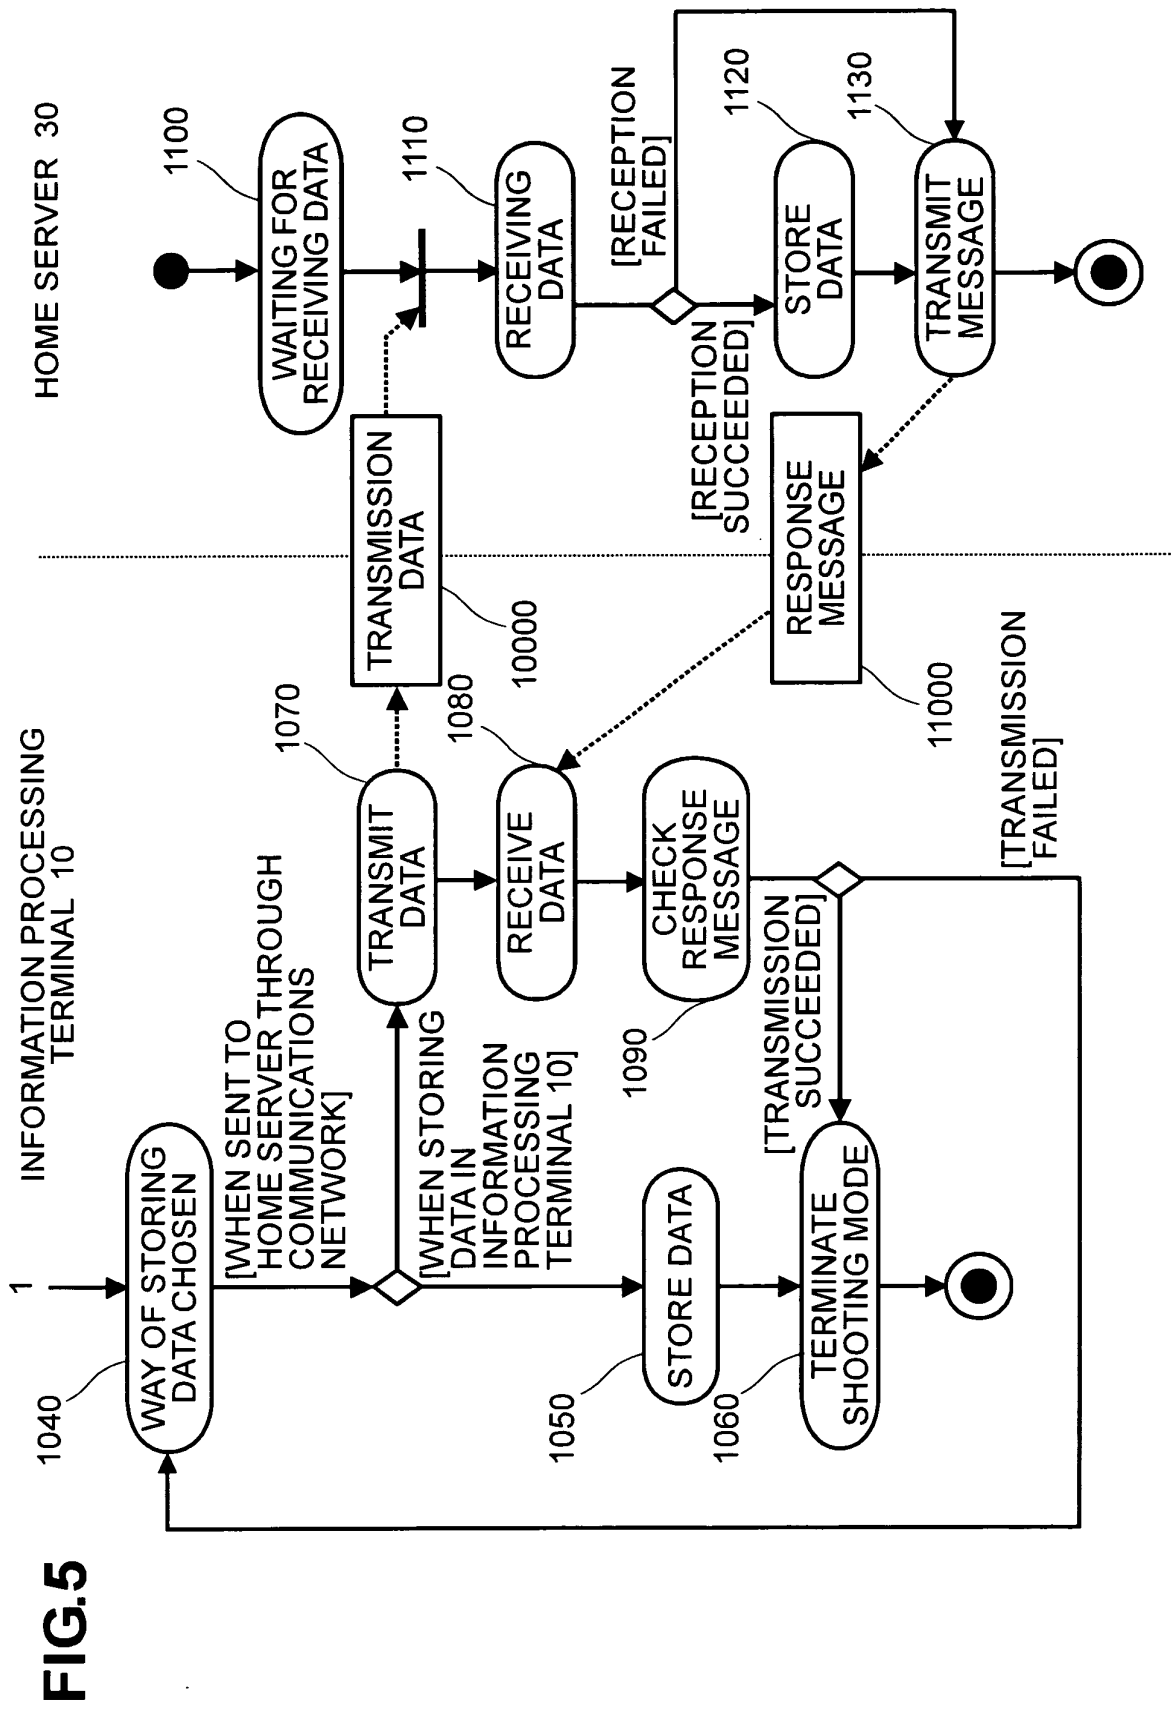 FIG.5
INFORMATION PROCESSING
TERMINAL 10
HOME SERVER 30
1
1040
WAY OF STORING
DATA CHOSEN
[WHEN SENT TO
HOME SERVER THROUGH
COMMUNICATIONS
NETWORK]
[WHEN STORING
DATA IN
INFORMATION
PROCESSING
TERMINAL 10]
1050
STORE DATA
1060
TERMINATE
SHOOTING MODE
1070
TRANSMIT
DATA
1080
RECEIVE
DATA
1090
CHECK
RESPONSE
MESSAGE
[TRANSMISSION
SUCCEEDED]
[TRANSMISSION
FAILED]
TRANSMISSION
DATA
10000
RESPONSE
MESSAGE
11000
1100
WAITING FOR
RECEIVING DATA
1110
RECEIVING
DATA
[RECEPTION
FAILED]
[RECEPTION
SUCCEEDED]
1120
STORE
DATA
1130
TRANSMIT
MESSAGE